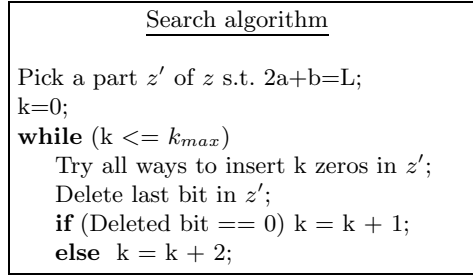 Search algorithm
Pick a part z′ of z s.t. 2a+b=L;
k=0;
while (k <= kmax)
Try all ways to insert k zeros in z′;
Delete last bit in z′;
if (Deleted bit == 0) k = k + 1;
else k = k + 2;